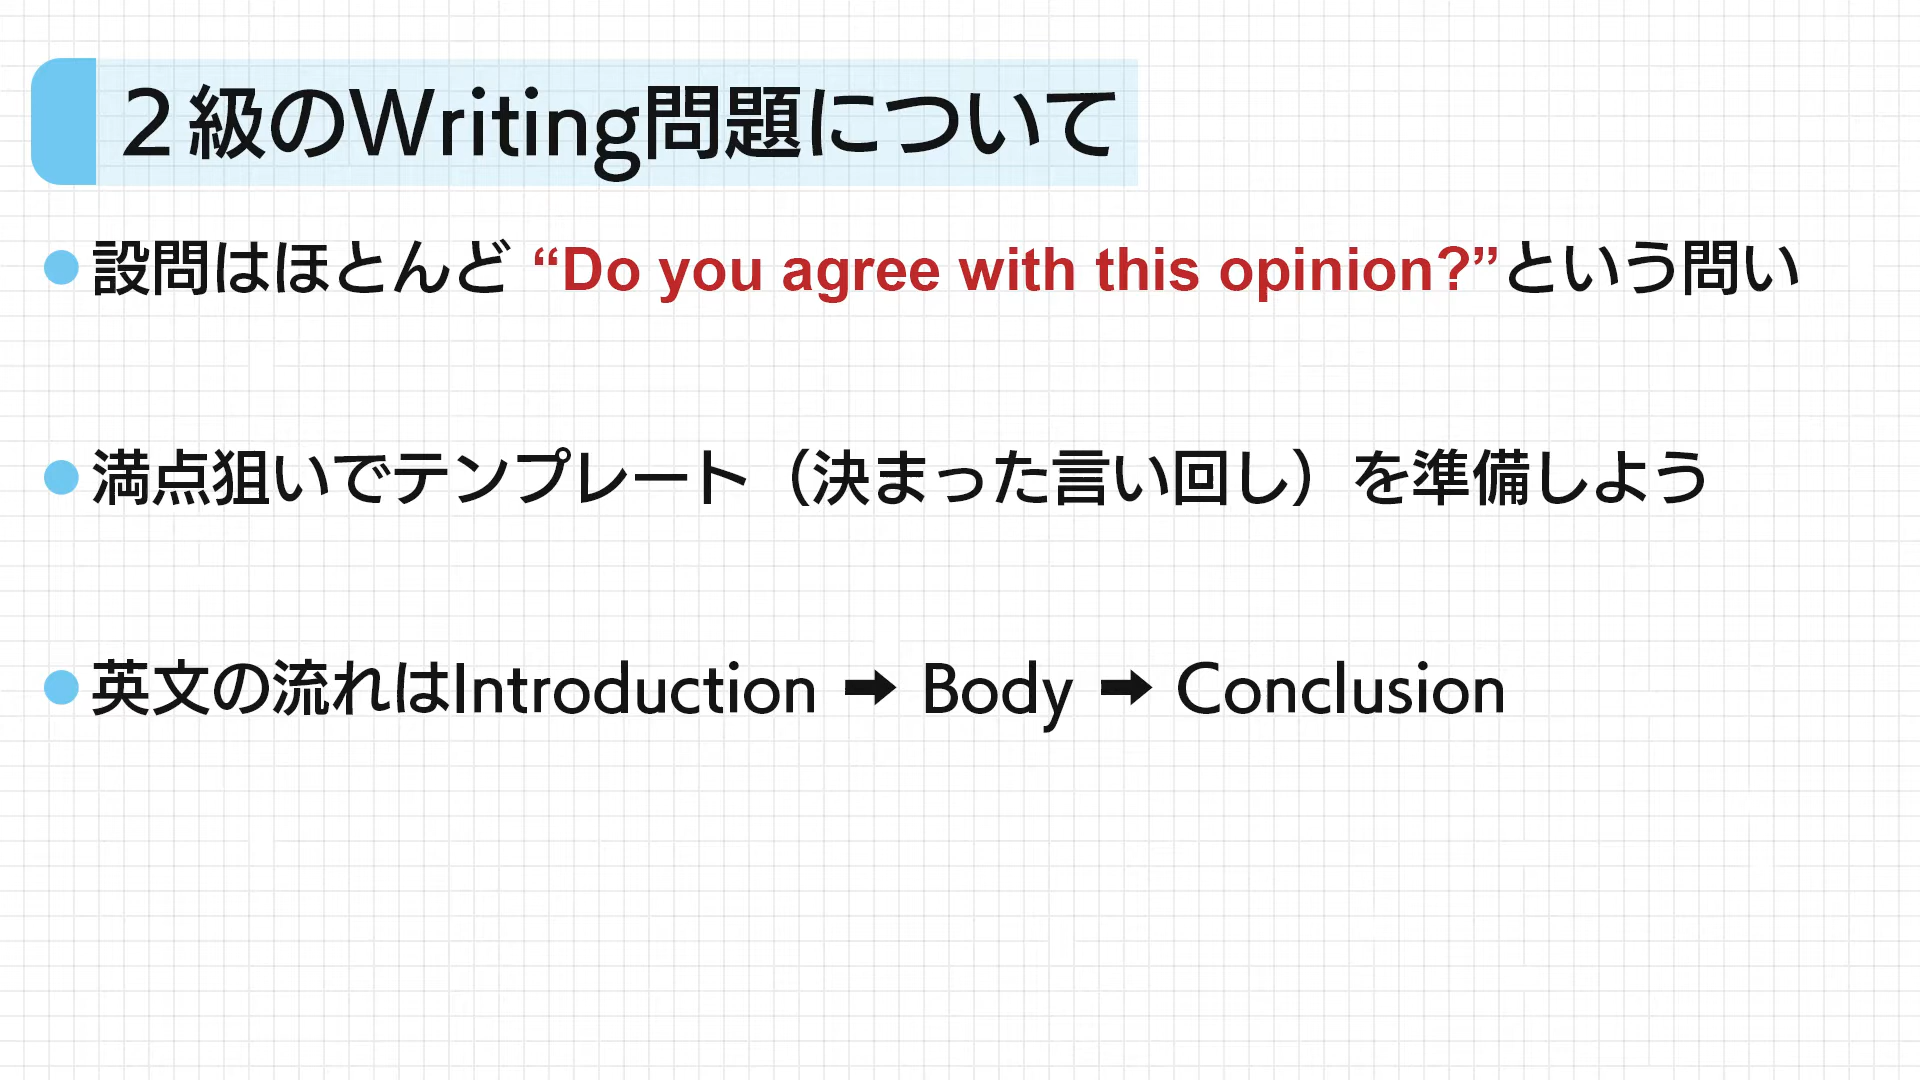 ２級のWriting問題について
●設問はほとんど “Do you agree with this opinion?”という問い
●満点狙いでテンプレート（決まった言い回し）を準備しよう
●英文の流れはIntroduction ➡ Body ➡ Conclusion